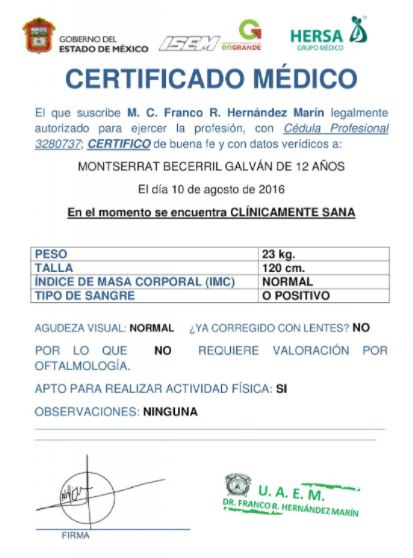 GOBIERNO DEL
ESTADO DE MÉXICO
ISEM
G
enGRANDE
HERSA
GRUPO MÉDICO
CERTIFICADO MÉDICO
El que suscribe M. C. Franco R. Hernández Marín legalmente
autorizado para ejercer la profesión, con Cédula Profesional
3280737; CERTIFICO de buena fe y con datos verídicos a:
MONTSERRAT BECERRIL GALVÁN DE 12 AÑOS
El día 10 de agosto de 2016
En el momento se encuentra CLÍNICAMENTE SANA
PESO 23 kg.
TALLA 120 cm.
ÍNDICE DE MASA CORPORAL (IMC) NORMAL
TIPO DE SANGRE O POSITIVO
AGUDEZA VISUAL: NORMAL ¿YA CORREGIDO CON LENTES? NO
POR LO QUE NO REQUIERE VALORACIÓN POR
OFTALMOLOGÍA.
APTO PARA REALIZAR ACTIVIDAD FÍSICA: SI
OBSERVACIONES: NINGUNA
U. A. E. M.
DR. FRANCO R. HERNÁNDEZ MARÍN
FIRMA